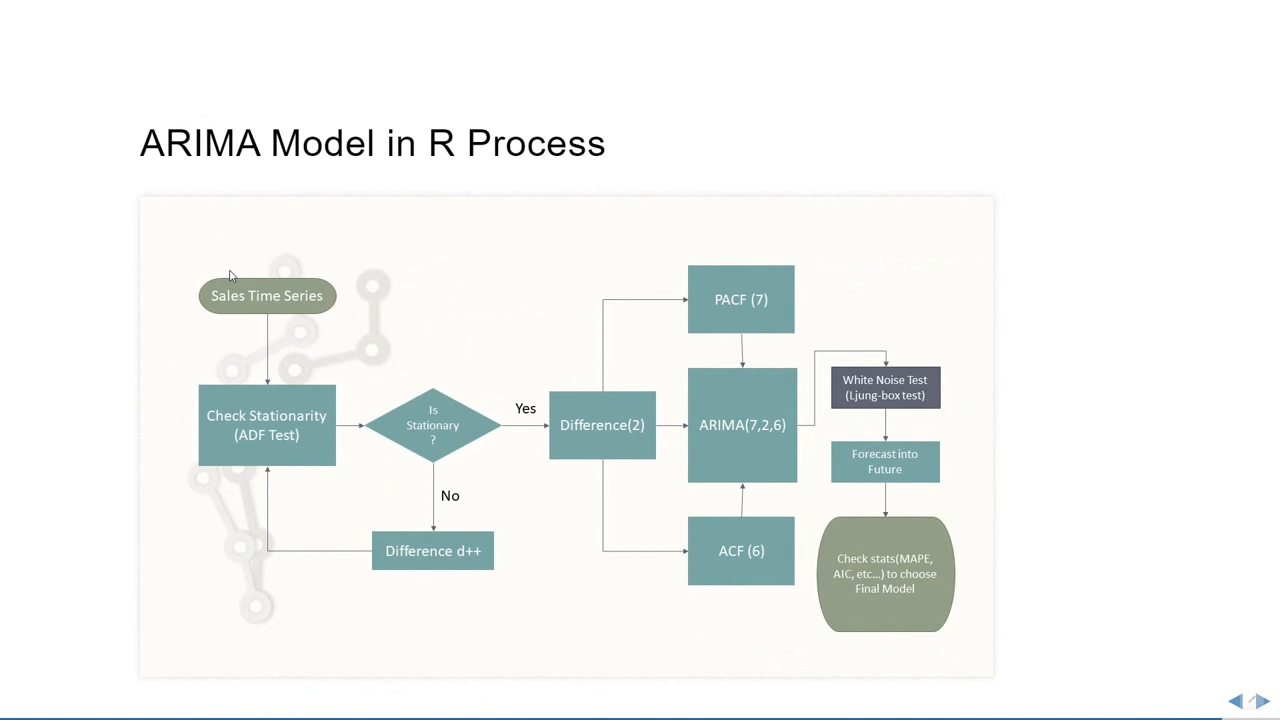 ARIMA Model in R Process
Sales Time Series
Check Stationarity
(ADF Test)
Is
Stationary
?
Yes
No
Difference d++
Difference(2)
PACF (7)
ARIMA(7,2,6)
ACF (6)
White Noise Test
(Ljung-box test)
Forecast into
Future
Check stats(MAPE,
AIC, etc...) to choose
Final Model